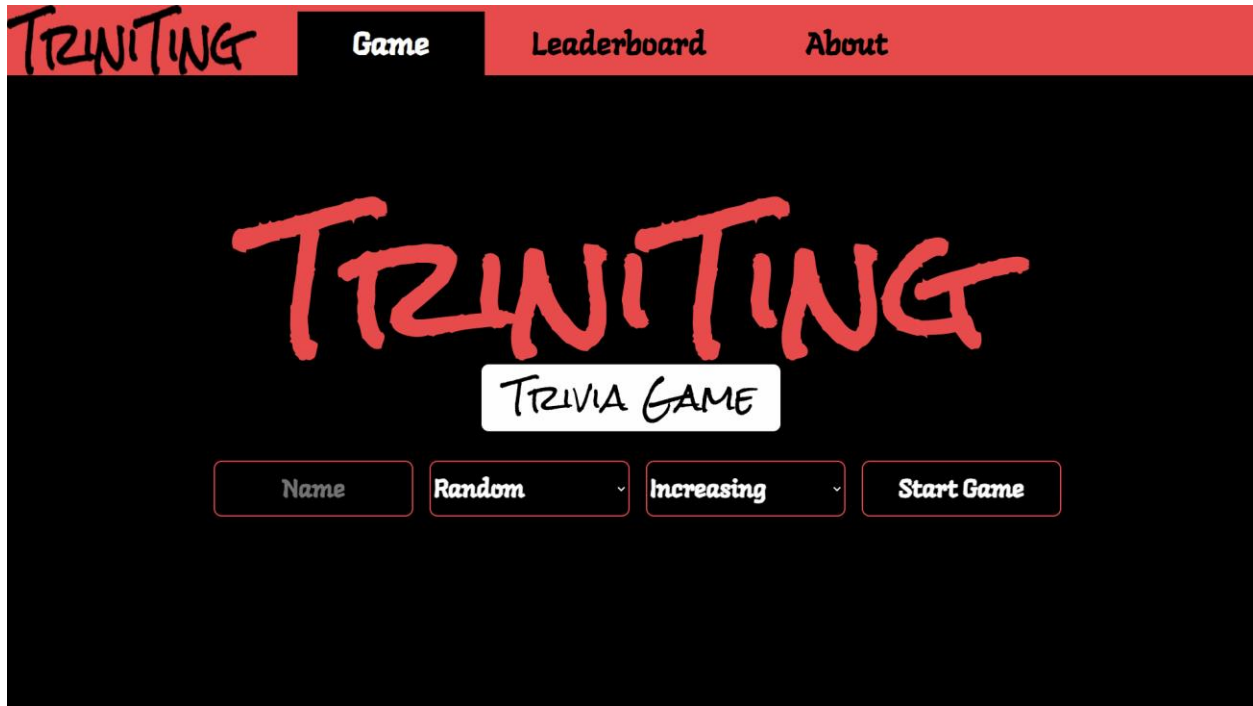 TRINITING Game Leaderboard About
TRINITING
TRIVIA GAME
Name Random Increasing Start Game